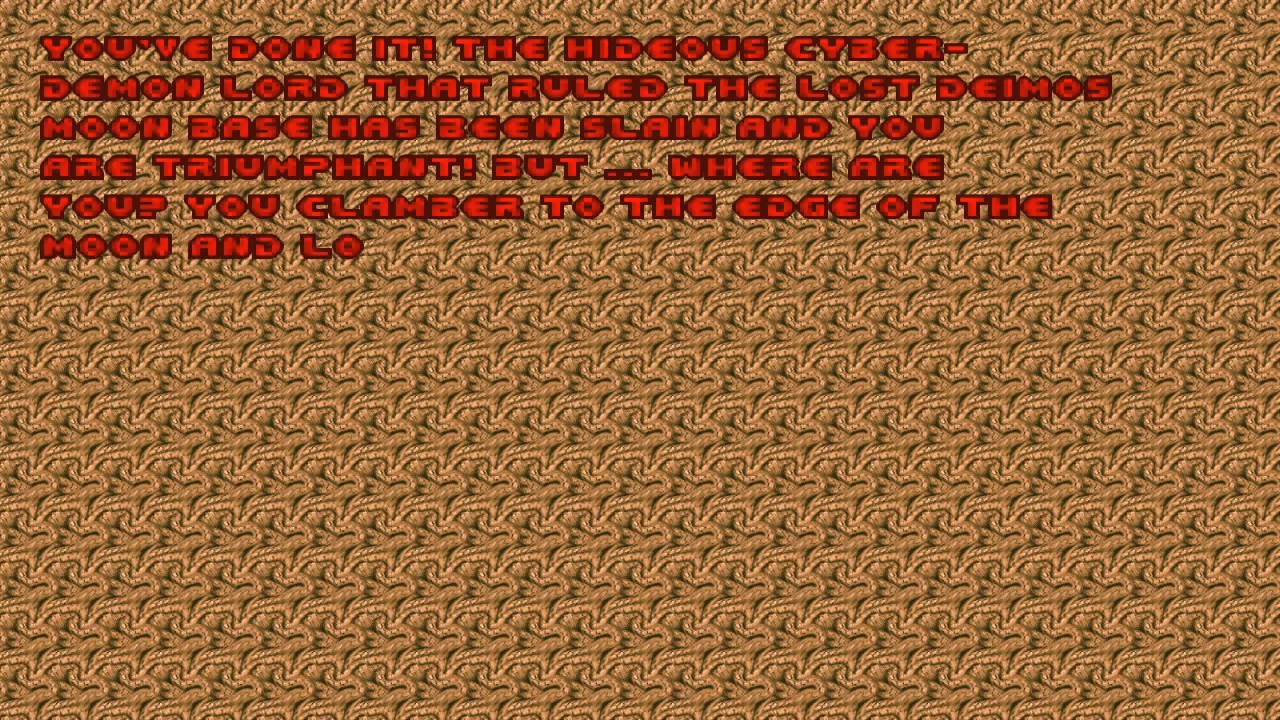 YOU'VE DONE IT! THE HIDEOUS CYBER-
DEMON LORD THAT RULED THE LOST DEIMOS
MOON BASE HAS BEEN SLAIN AND YOU
ARE TRIUMPHANT! BUT ... WHERE ARE
YOU? YOU CLAMBER TO THE EDGE OF THE
MOON AND LO